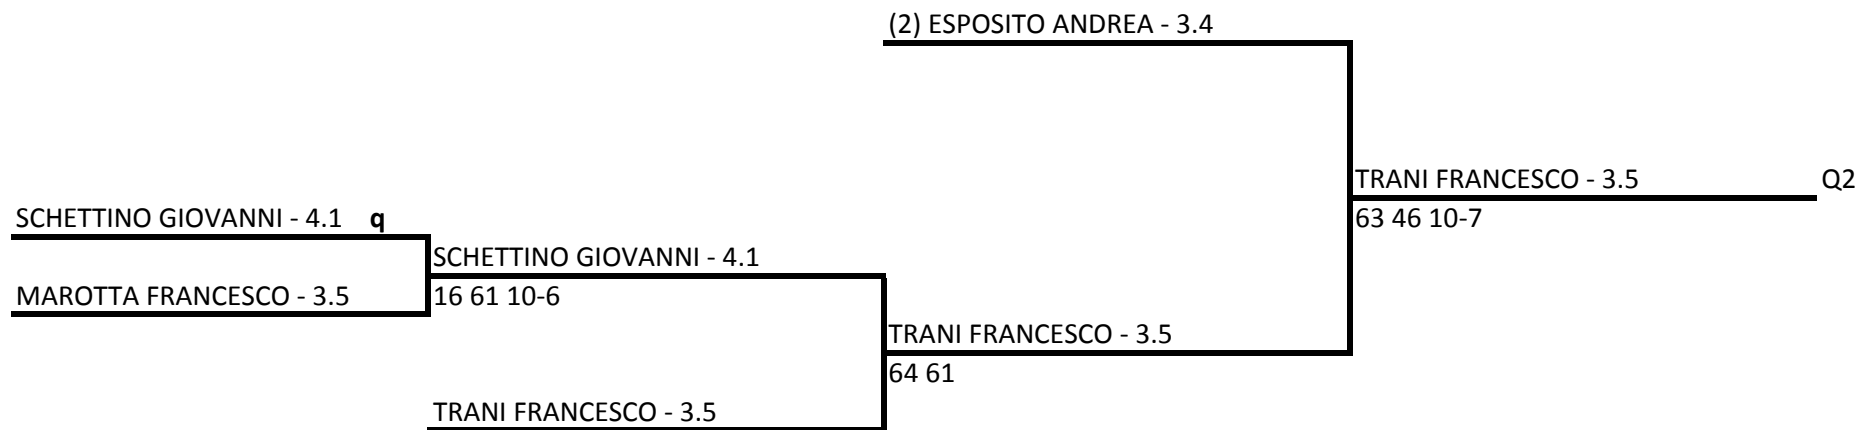 (2) ESPOSITO ANDREA - 3.4
TRANI FRANCESCO - 3.5 Q2
SCHETTINO GIOVANNI - 4.1 q
63 46 10-7
SCHETTINO GIOVANNI - 4.1
MAROTTA FRANCESCO - 3.5
16 61 10-6
TRANI FRANCESCO - 3.5
64 61
TRANI FRANCESCO - 3.5